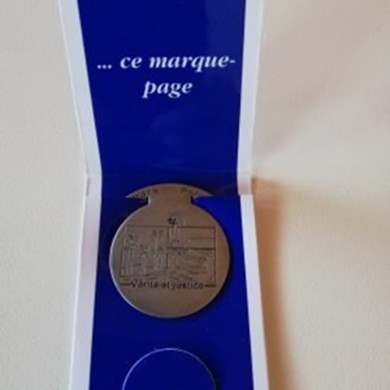 ... ce marque-
page
Vérité et justice